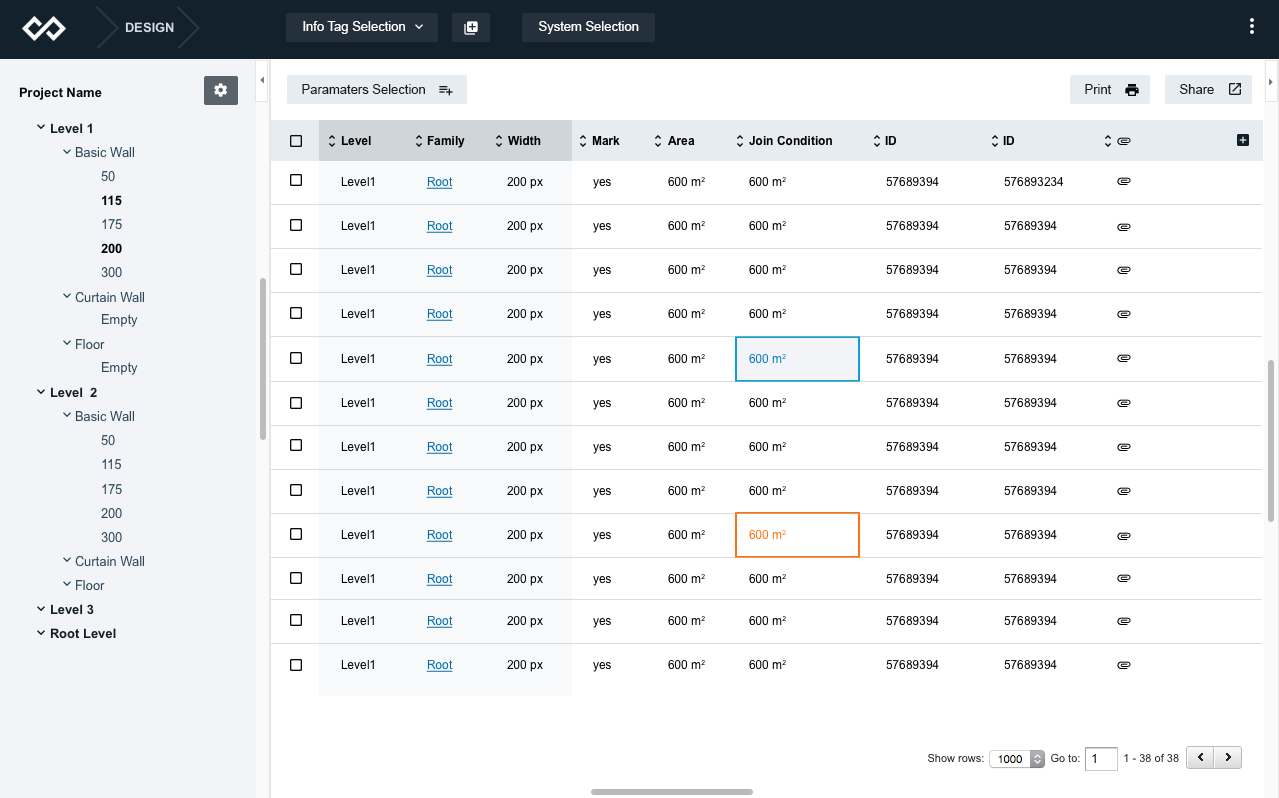 DESIGN
Info Tag Selection
System Selection
Project Name
Level 1
Basic Wall
50
115
175
200
300
Curtain Wall
Empty
Floor
Empty
Level 2
Basic Wall
50
115
175
200
300
Curtain Wall
Floor
Level 3
Root Level
Paramaters Selection
Print
Share
Level Family Width Mark Area Join Condition ID ID
Level1 Root 200 px yes 600 m² 600 m² 57689394 576893234
Level1 Root 200 px yes 600 m² 600 m² 57689394 57689394
Level1 Root 200 px yes 600 m² 600 m² 57689394 57689394
Level1 Root 200 px yes 600 m² 600 m² 57689394 57689394
Level1 Root 200 px yes 600 m² 600 m² 57689394 57689394
Level1 Root 200 px yes 600 m² 600 m² 57689394 57689394
Level1 Root 200 px yes 600 m² 600 m² 57689394 57689394
Level1 Root 200 px yes 600 m² 600 m² 57689394 57689394
Level1 Root 200 px yes 600 m² 600 m² 57689394 57689394
Level1 Root 200 px yes 600 m² 600 m² 57689394 57689394
Level1 Root 200 px yes 600 m² 600 m² 57689394 57689394
Level1 Root 200 px yes 600 m² 600 m² 57689394 57689394
Show rows: 1000 Go to: 1 1 - 38 of 38